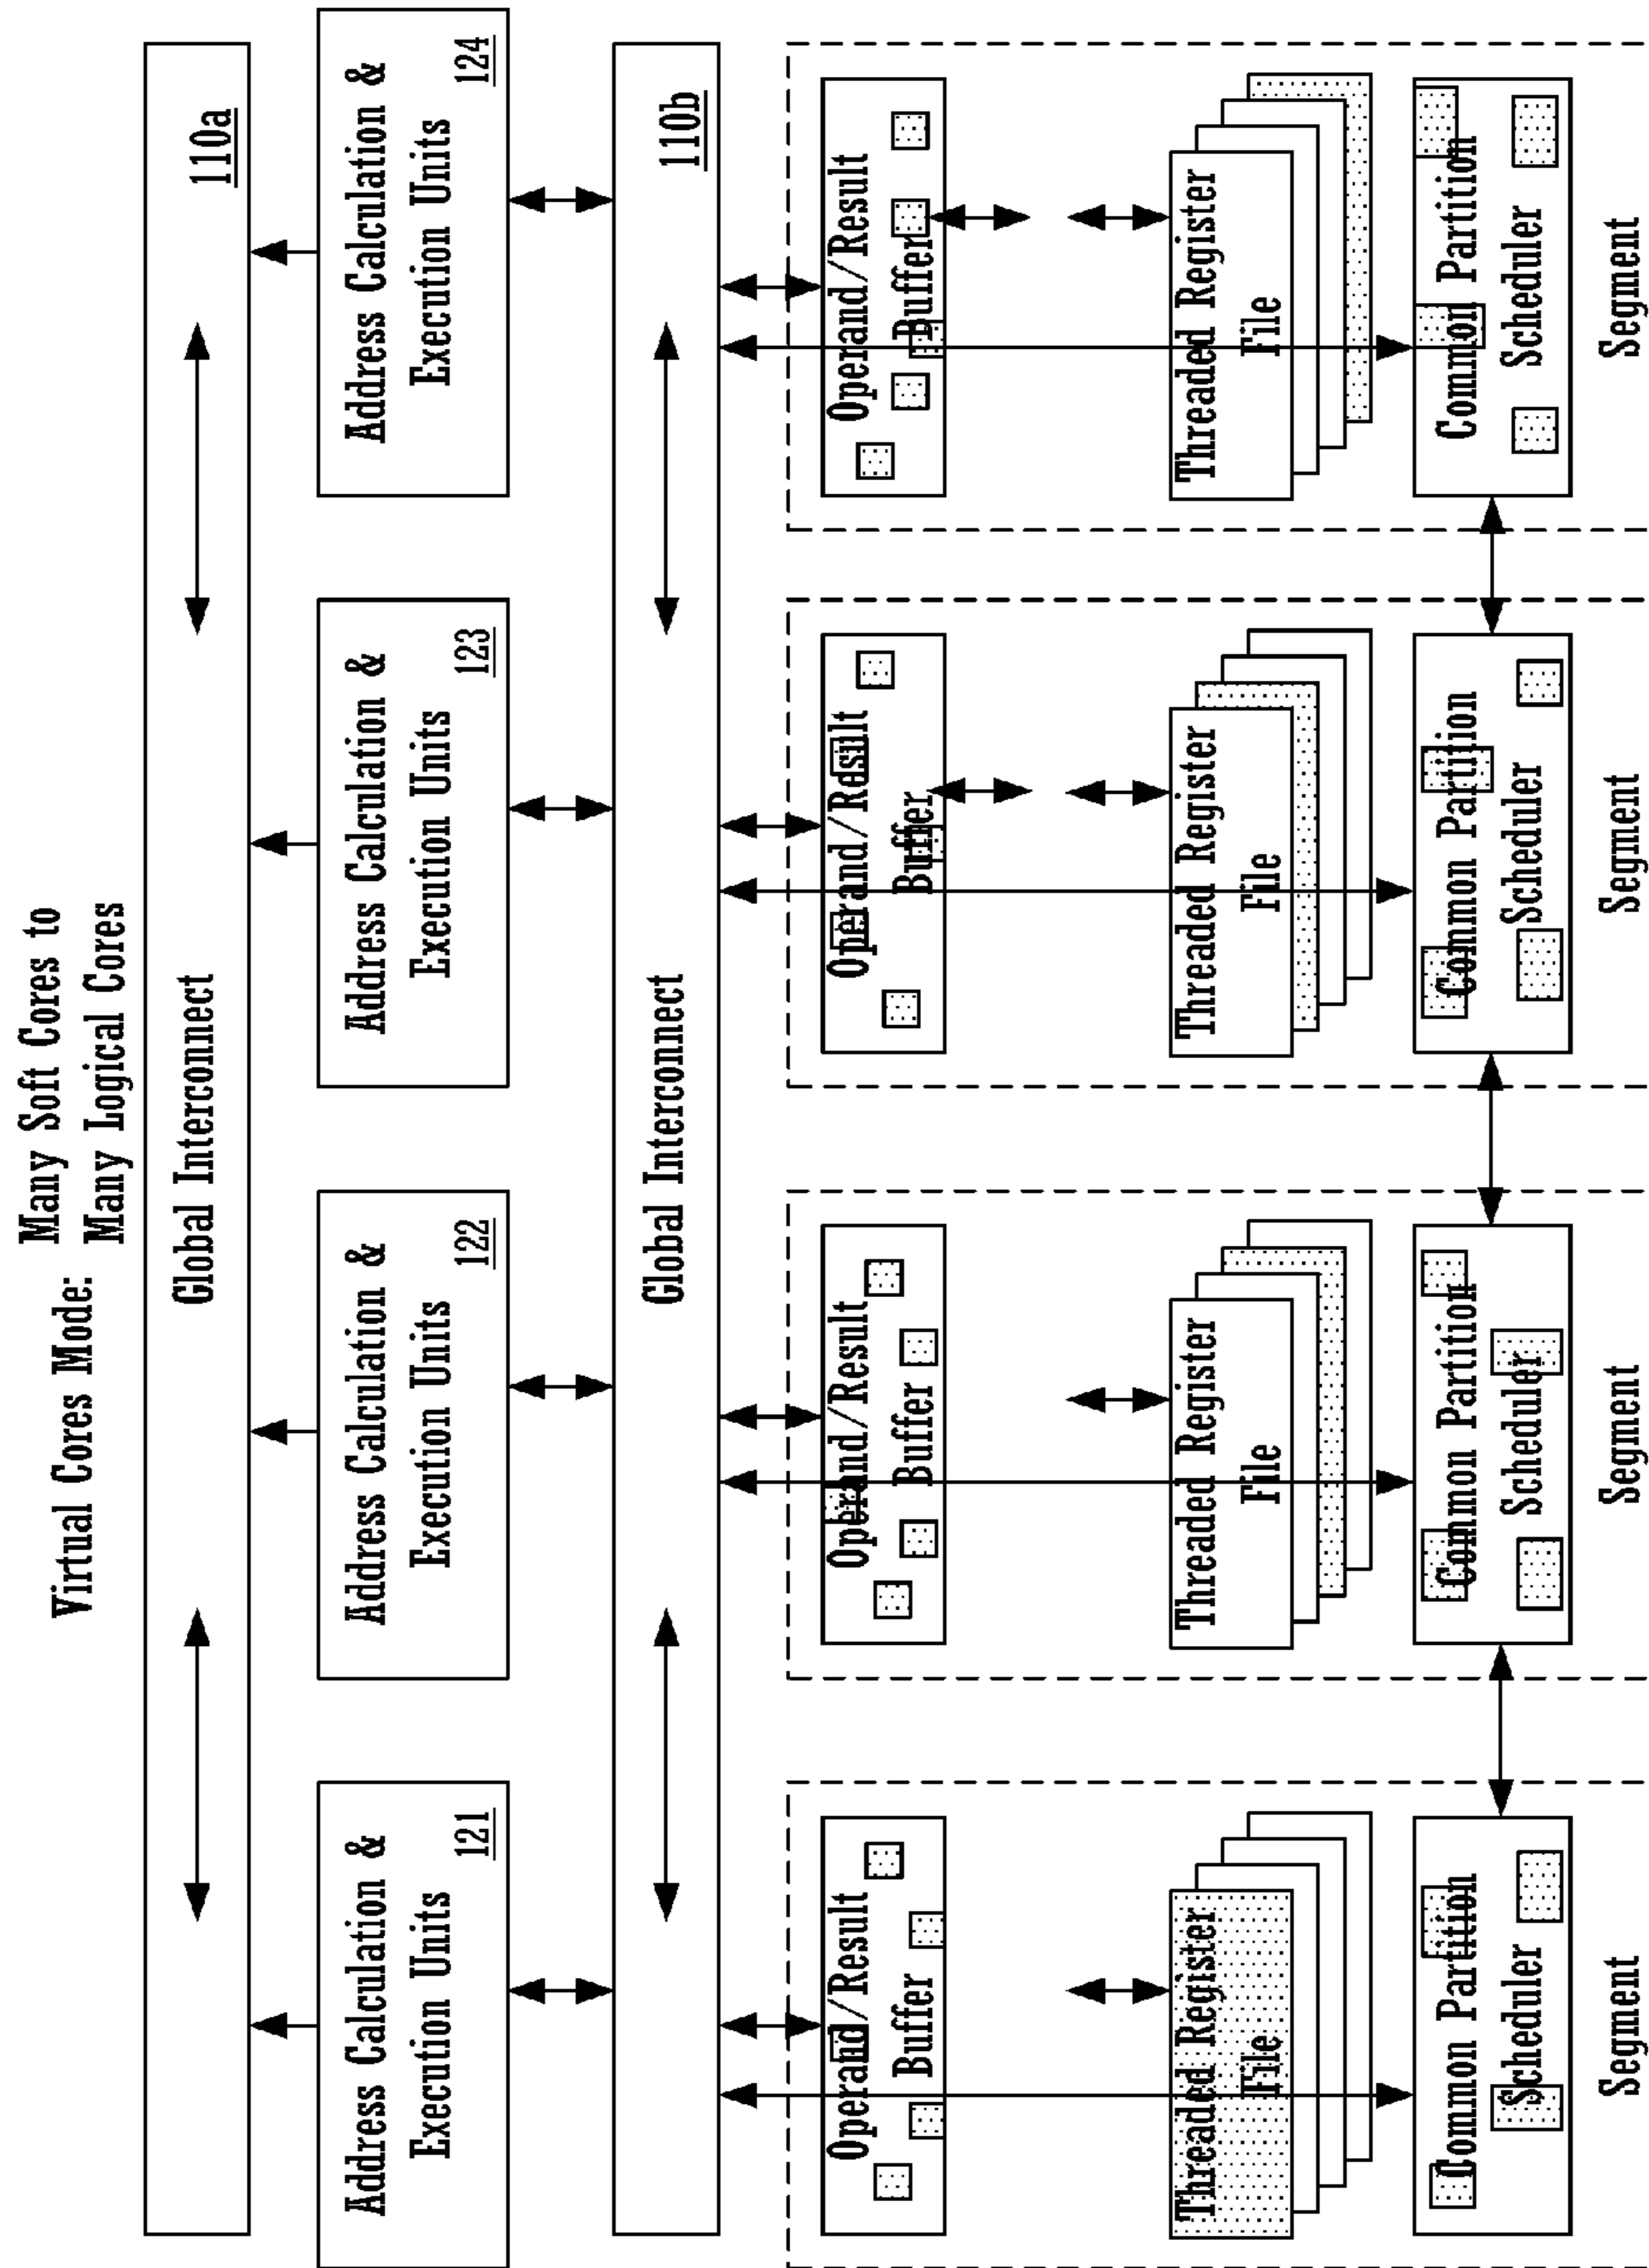 Virtual Cores Mode:
Many Soft Cores to
Many Logical Cores
Global Interconnect
110a
Address Calculation &
Execution Units
121
Address Calculation &
Execution Units
122
Address Calculation &
Execution Units
123
Address Calculation &
Execution Units
124
Global Interconnect
110b
Operand/Result
Buffer
Operand/Result
Buffer
Operand/Result
Buffer
Operand/Result
Buffer
Threaded Register
File
Threaded Register
File
Threaded Register
File
Threaded Register
File
Common Partition
Scheduler
Common Partition
Scheduler
Common Partition
Scheduler
Common Partition
Scheduler
Segment
Segment
Segment
Segment